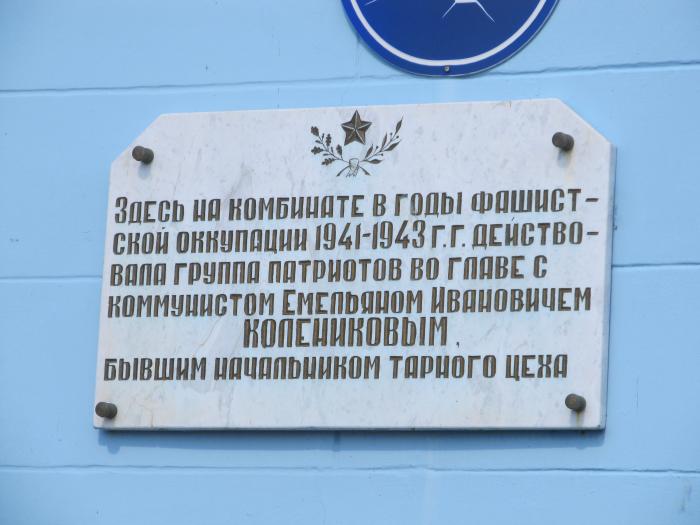 Здесь на комбинате в годы фашист-
ской оккупации 1941-1943 г.г. действо-
вала группа патриотов во главе с
коммунистом Емельяном Ивановичем
КОЛЕНИКОВЫМ,
бывшим начальником тарного цеха